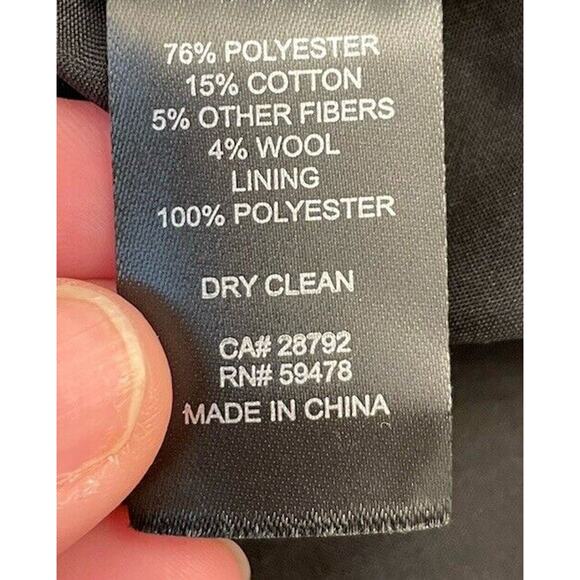 76% POLYESTER
15% COTTON
5% OTHER FIBERS
4% WOOL
LINING
100% POLYESTER
DRY CLEAN
CA# 28792
RN# 59478
MADE IN CHINA